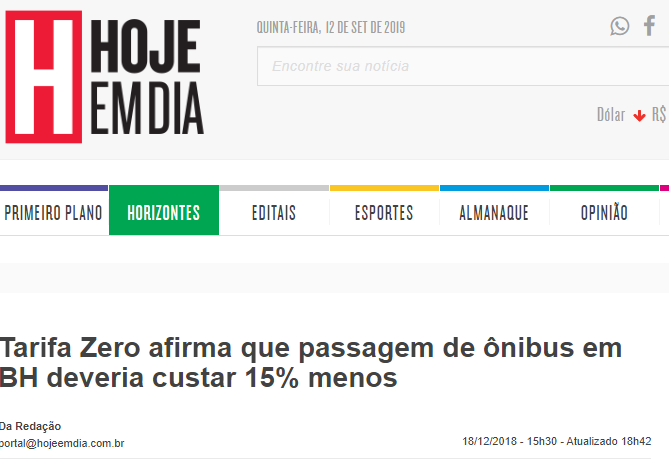 HOJE
EM DIA
QUINTA-FEIRA, 12 DE SET DE 2019
Encontre sua notícia
Dólar R$
PRIMEIRO PLANO HORIZONTES EDITAIS ESPORTES ALMANAQUE OPINIÃO
Tarifa Zero afirma que passagem de ônibus em
BH deveria custar 15% menos
Da Redação
portal@hojeemdia.com.br
18/12/2018 - 15h30 - Atualizado 18h42